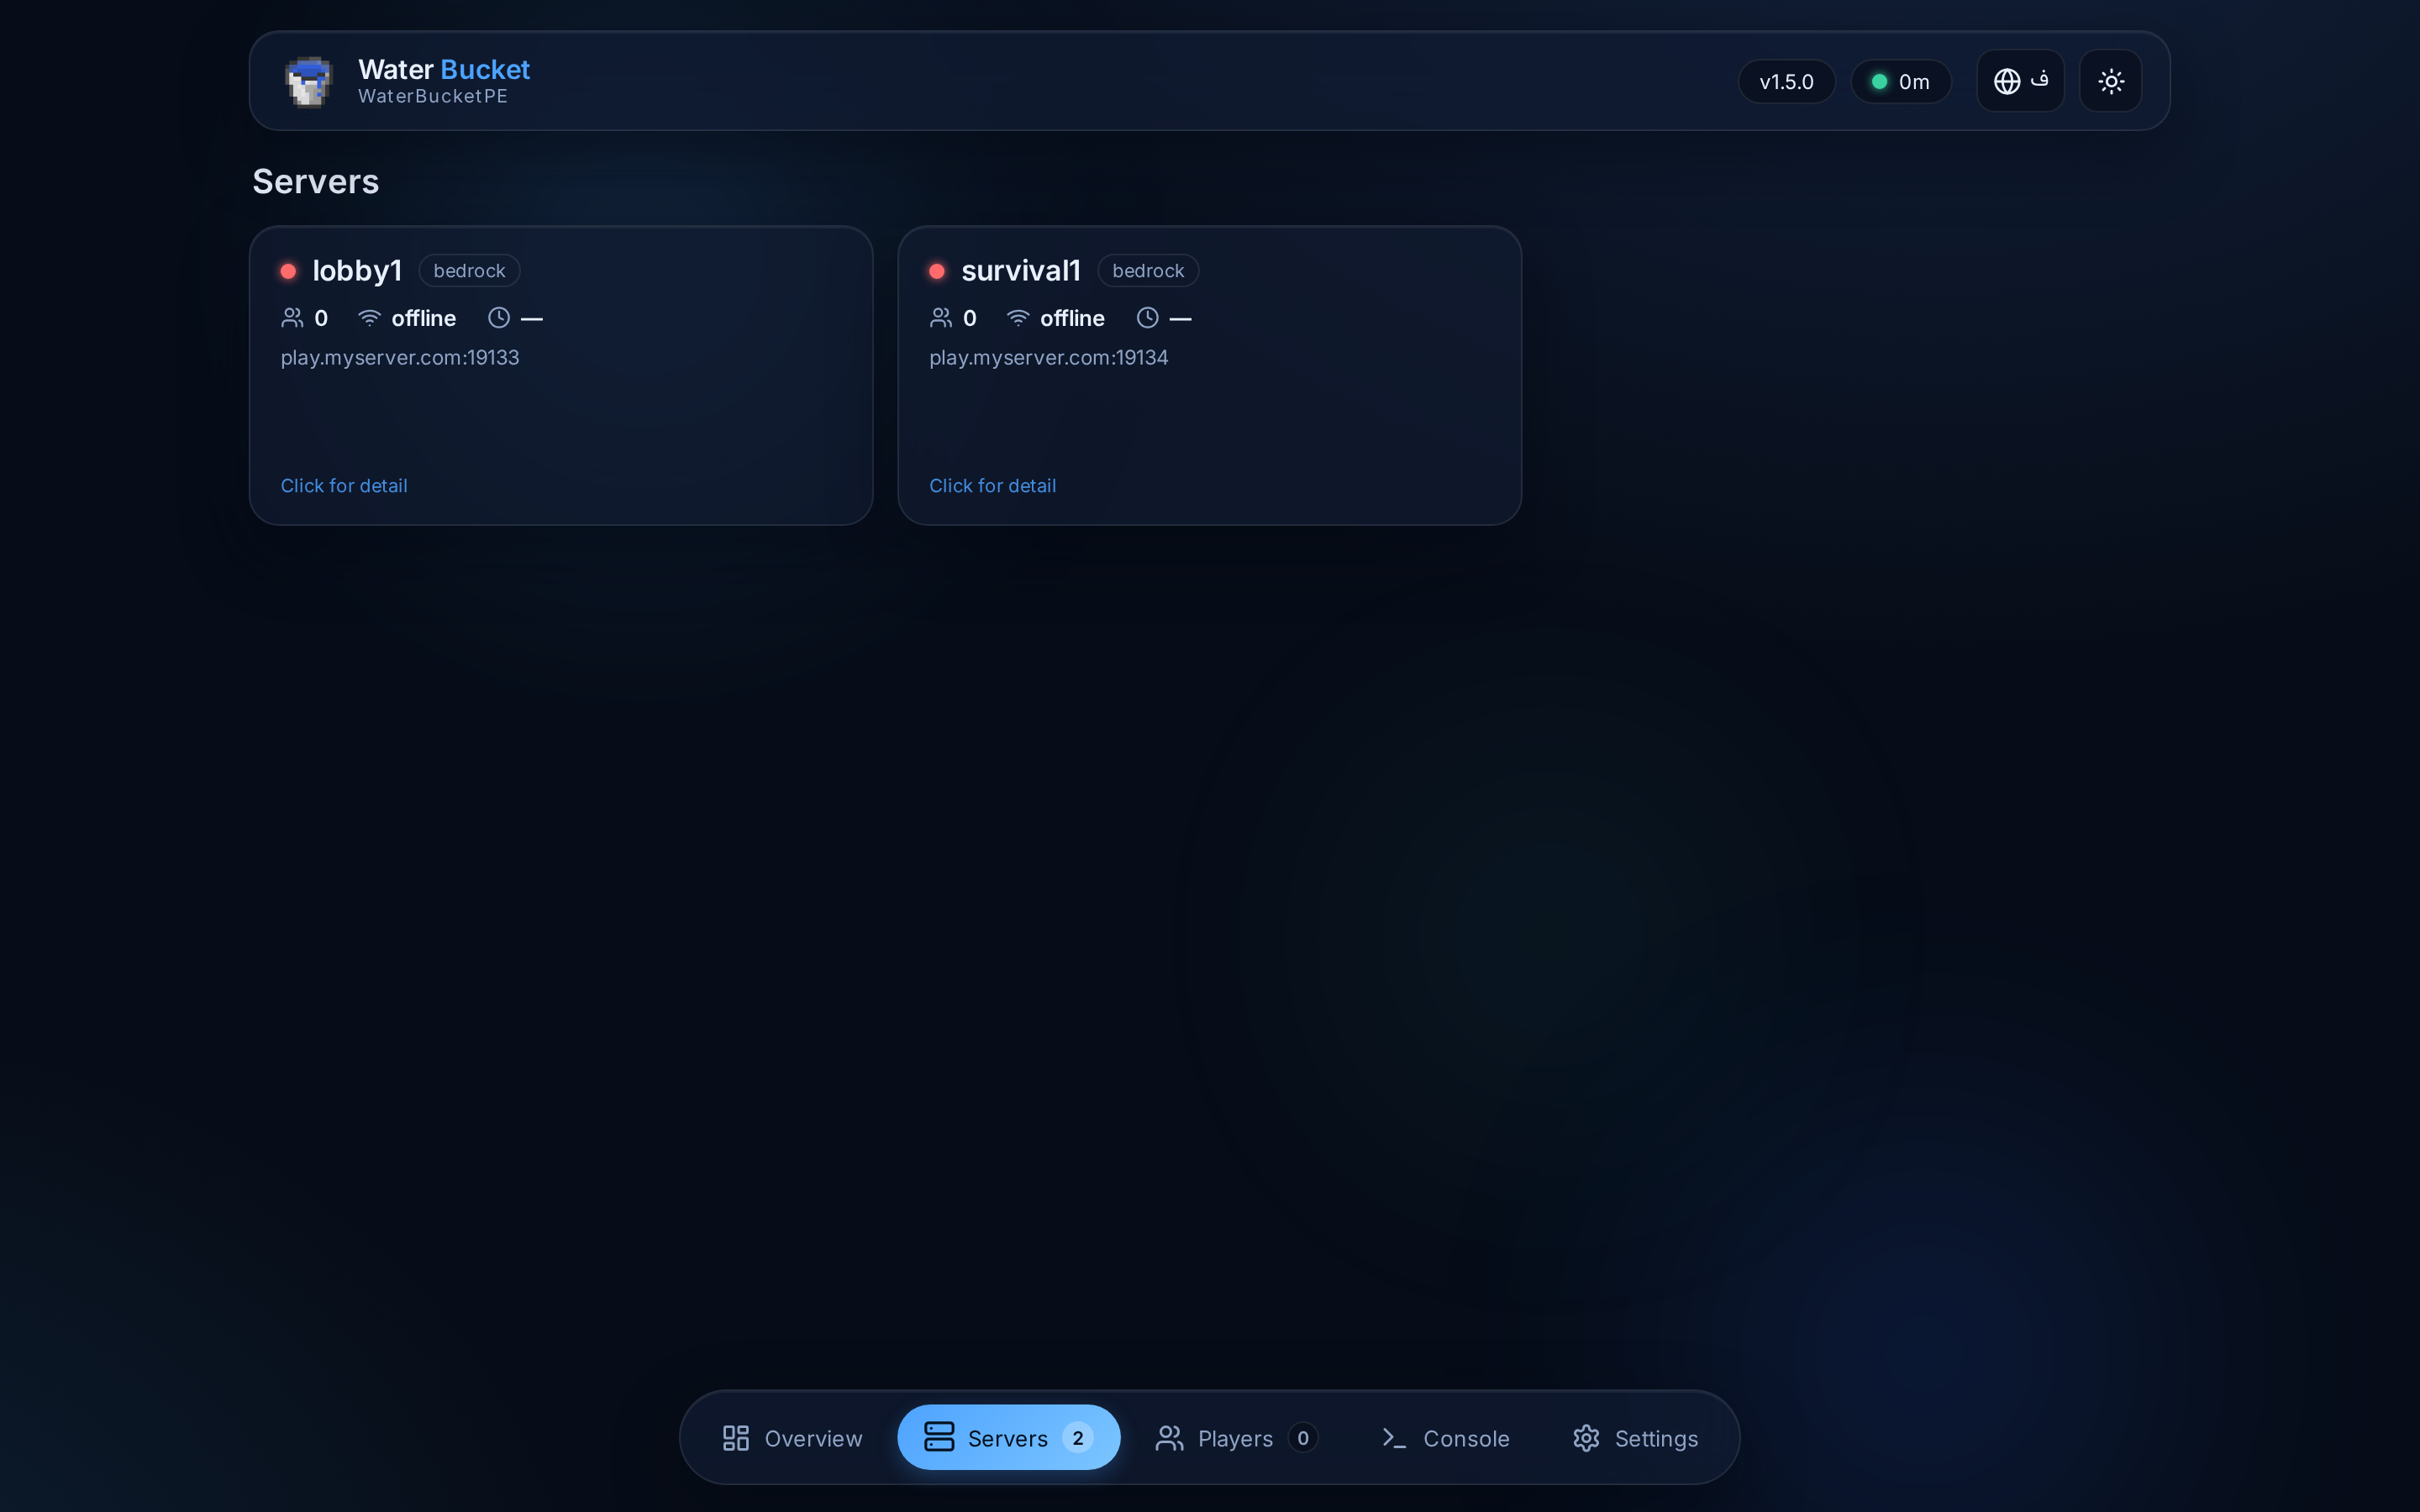 Water Bucket
WaterBucketPE
v1.5.0
0m
ف
Servers
lobby1 bedrock
0 offline —
play.myserver.com:19133
Click for detail
survival1 bedrock
0 offline —
play.myserver.com:19134
Click for detail
Overview
Servers 2
Players 0
Console
Settings